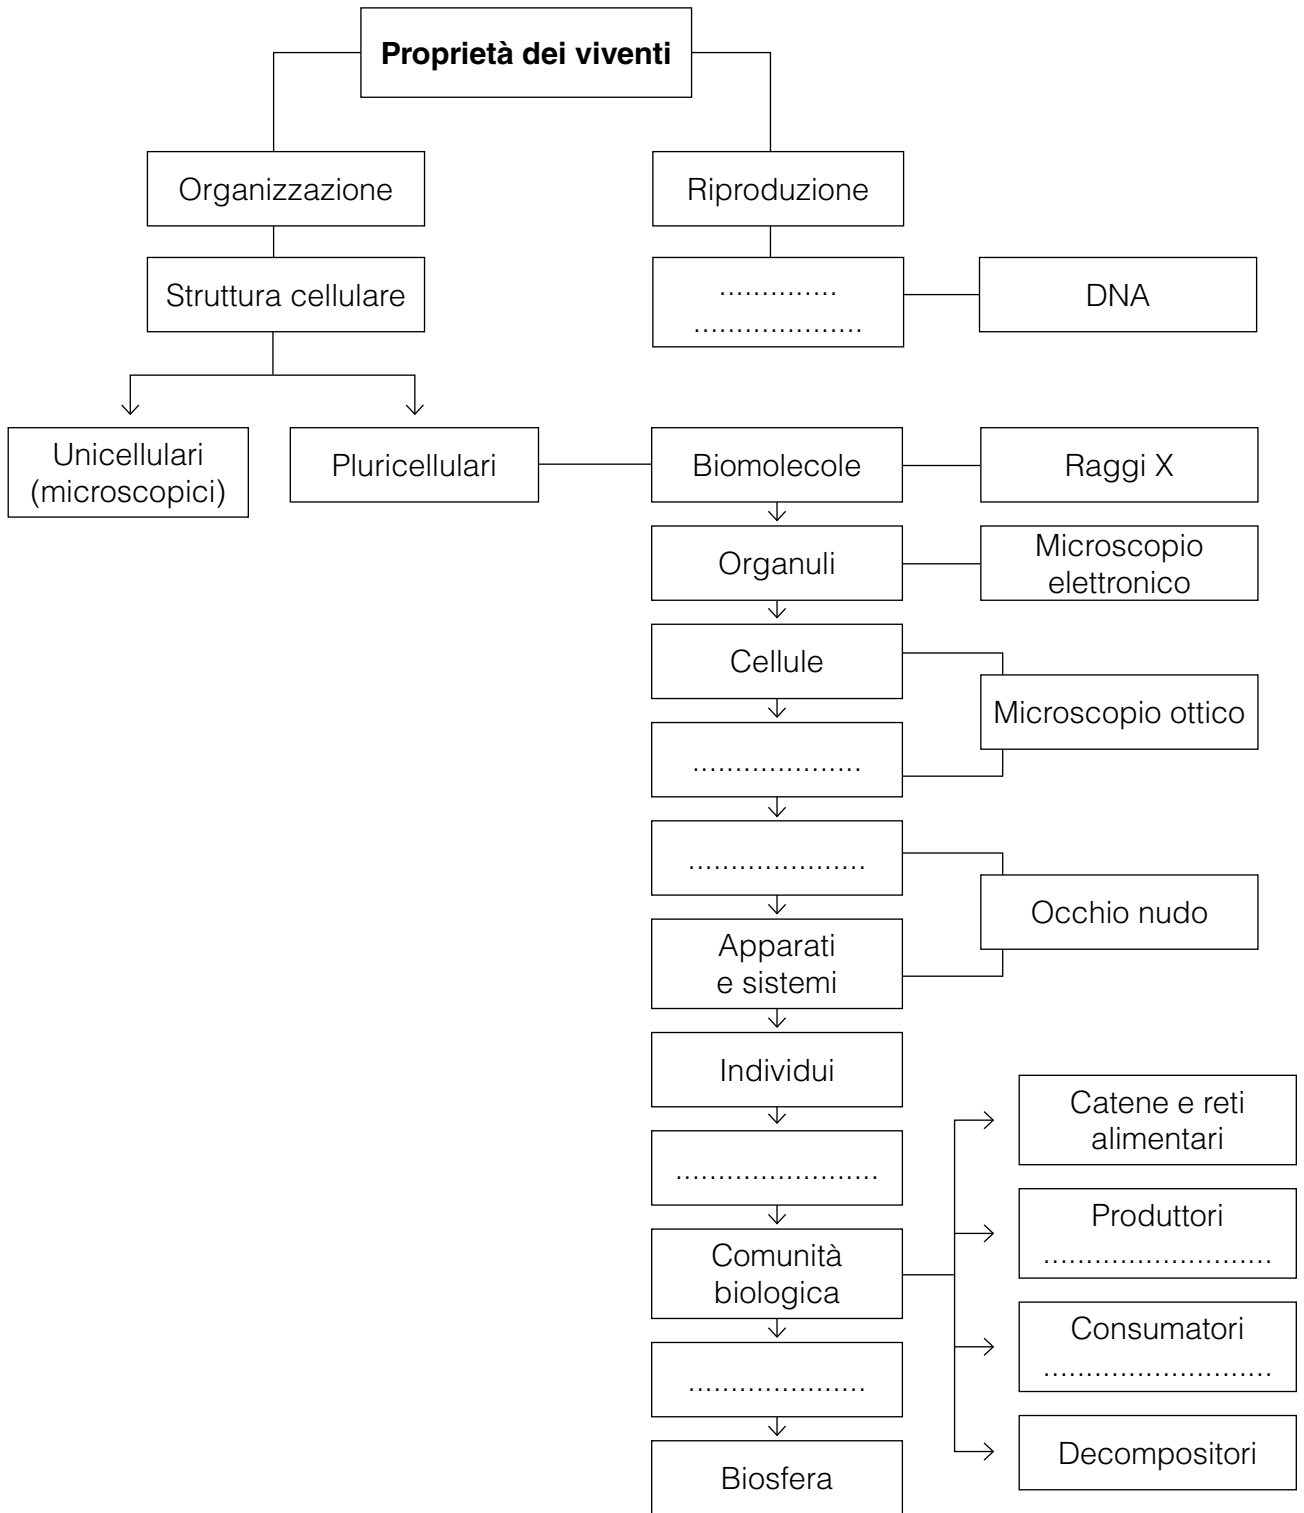 Proprietà dei viventi
Organizzazione
Riproduzione
Struttura cellulare
..............
....................
DNA
Unicellulari
(microscopici)
Pluricellulari
Biomolecole
Raggi X
Organuli
Microscopio
elettronico
Cellule
Microscopio ottico
....................
.....................
Occhio nudo
Apparati
e sistemi
Individui
........................
Catene e reti
alimentari
Produttori
...........................
Comunità
biologica
Consumatori
...........................
.....................
Decompositori
Biosfera